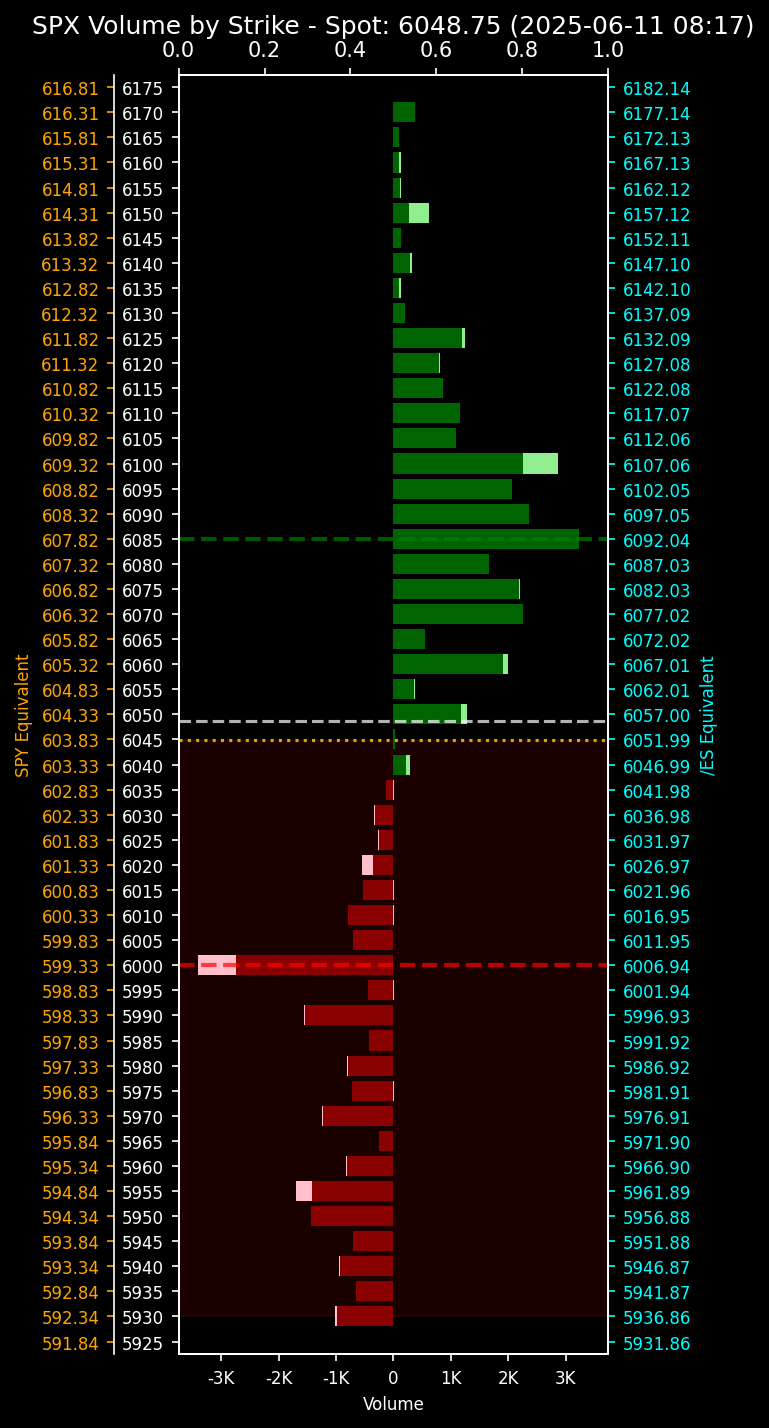 SPX Volume by Strike - Spot: 6048.75 (2025-06-11 08:17)
0.0 0.2 0.4 0.6 0.8 1.0
616.81 6175 6182.14
616.31 6170 6177.14
615.81 6165 6172.13
615.31 6160 6167.13
614.81 6155 6162.12
614.31 6150 6157.12
613.82 6145 6152.11
613.32 6140 6147.10
612.82 6135 6142.10
612.32 6130 6137.09
611.82 6125 6132.09
611.32 6120 6127.08
610.82 6115 6122.08
610.32 6110 6117.07
609.82 6105 6112.06
609.32 6100 6107.06
608.82 6095 6102.05
608.32 6090 6097.05
607.82 6085 6092.04
607.32 6080 6087.03
606.82 6075 6082.03
606.32 6070 6077.02
605.82 6065 6072.02
605.32 6060 6067.01
604.83 6055 6062.01
604.33 6050 6057.00
603.83 6045 6051.99
603.33 6040 6046.99
602.83 6035 6041.98
602.33 6030 6036.98
601.83 6025 6031.97
601.33 6020 6026.97
600.83 6015 6021.96
600.33 6010 6016.95
599.83 6005 6011.95
599.33 6000 6006.94
598.83 5995 6001.94
598.33 5990 5996.93
597.83 5985 5991.92
597.33 5980 5986.92
596.83 5975 5981.91
596.33 5970 5976.91
595.84 5965 5971.90
595.34 5960 5966.90
594.84 5955 5961.89
594.34 5950 5956.88
593.84 5945 5951.88
593.34 5940 5946.87
592.84 5935 5941.87
592.34 5930 5936.86
591.84 5925 5931.86
SPY Equivalent
/ES Equivalent
-3K -2K -1K 0 1K 2K 3K
Volume